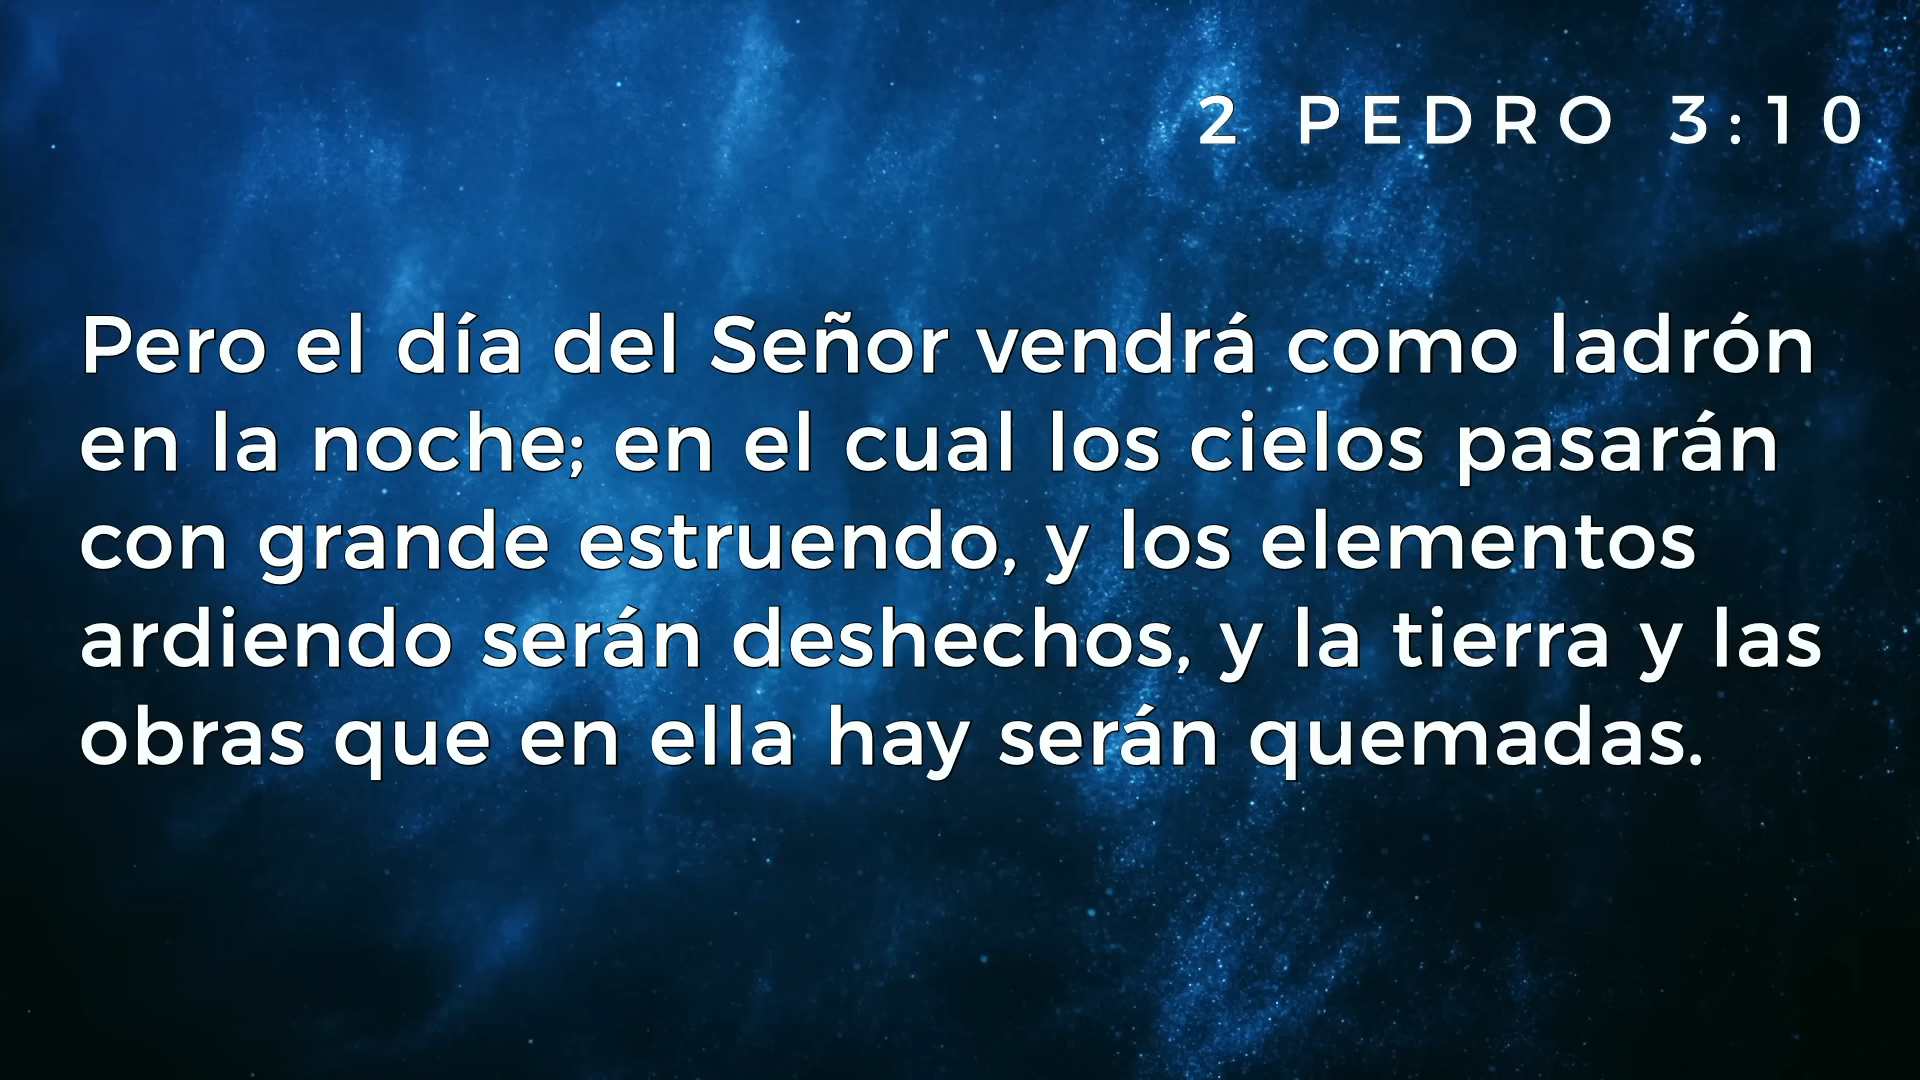 2 PEDRO 3:10
Pero el día del Señor vendrá como ladrón
en la noche; en el cual los cielos pasarán
con grande estruendo, y los elementos
ardiendo serán deshechos, y la tierra y las
obras que en ella hay serán quemadas.